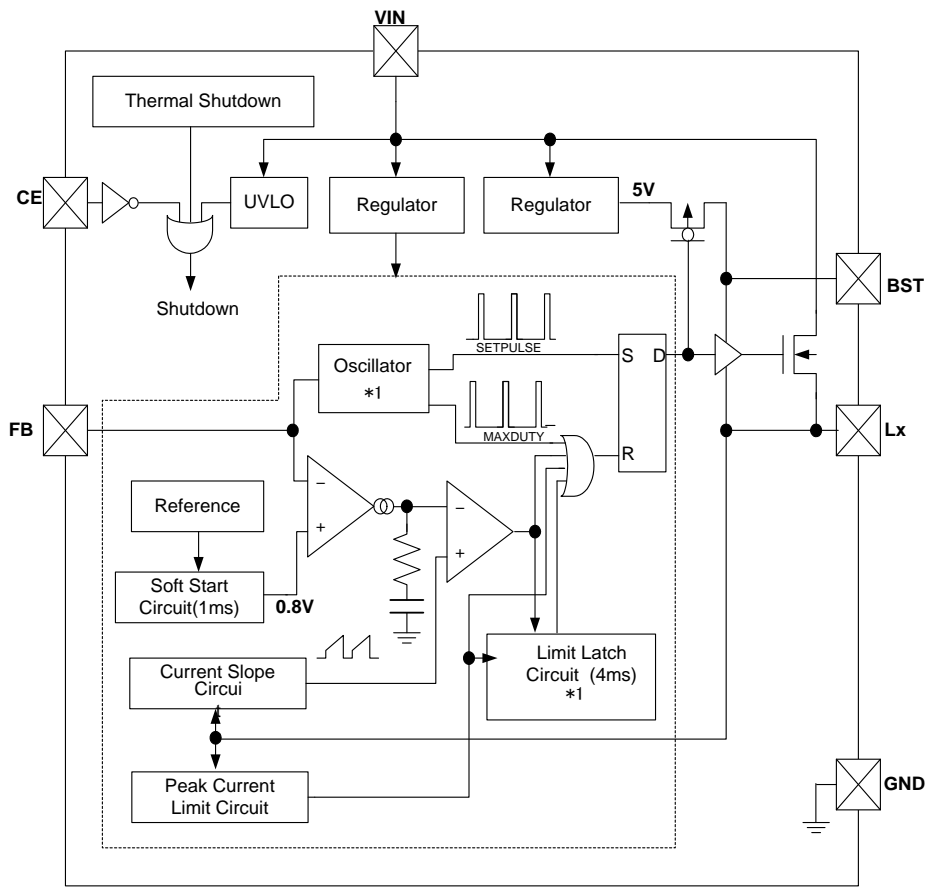 VIN
Thermal Shutdown
CE
UVLO
Regulator
Regulator
5V
BST
Shutdown
SETPULSE
Oscillator
*1
S D
FB
MAXDUTY
Lx
R
Reference
−
+
−
+
Soft Start
Circuit(1ms)
0.8V
Limit Latch
Circuit (4ms)
*1
Current Slope
Circui
t
Peak Current
Limit Circuit
GND